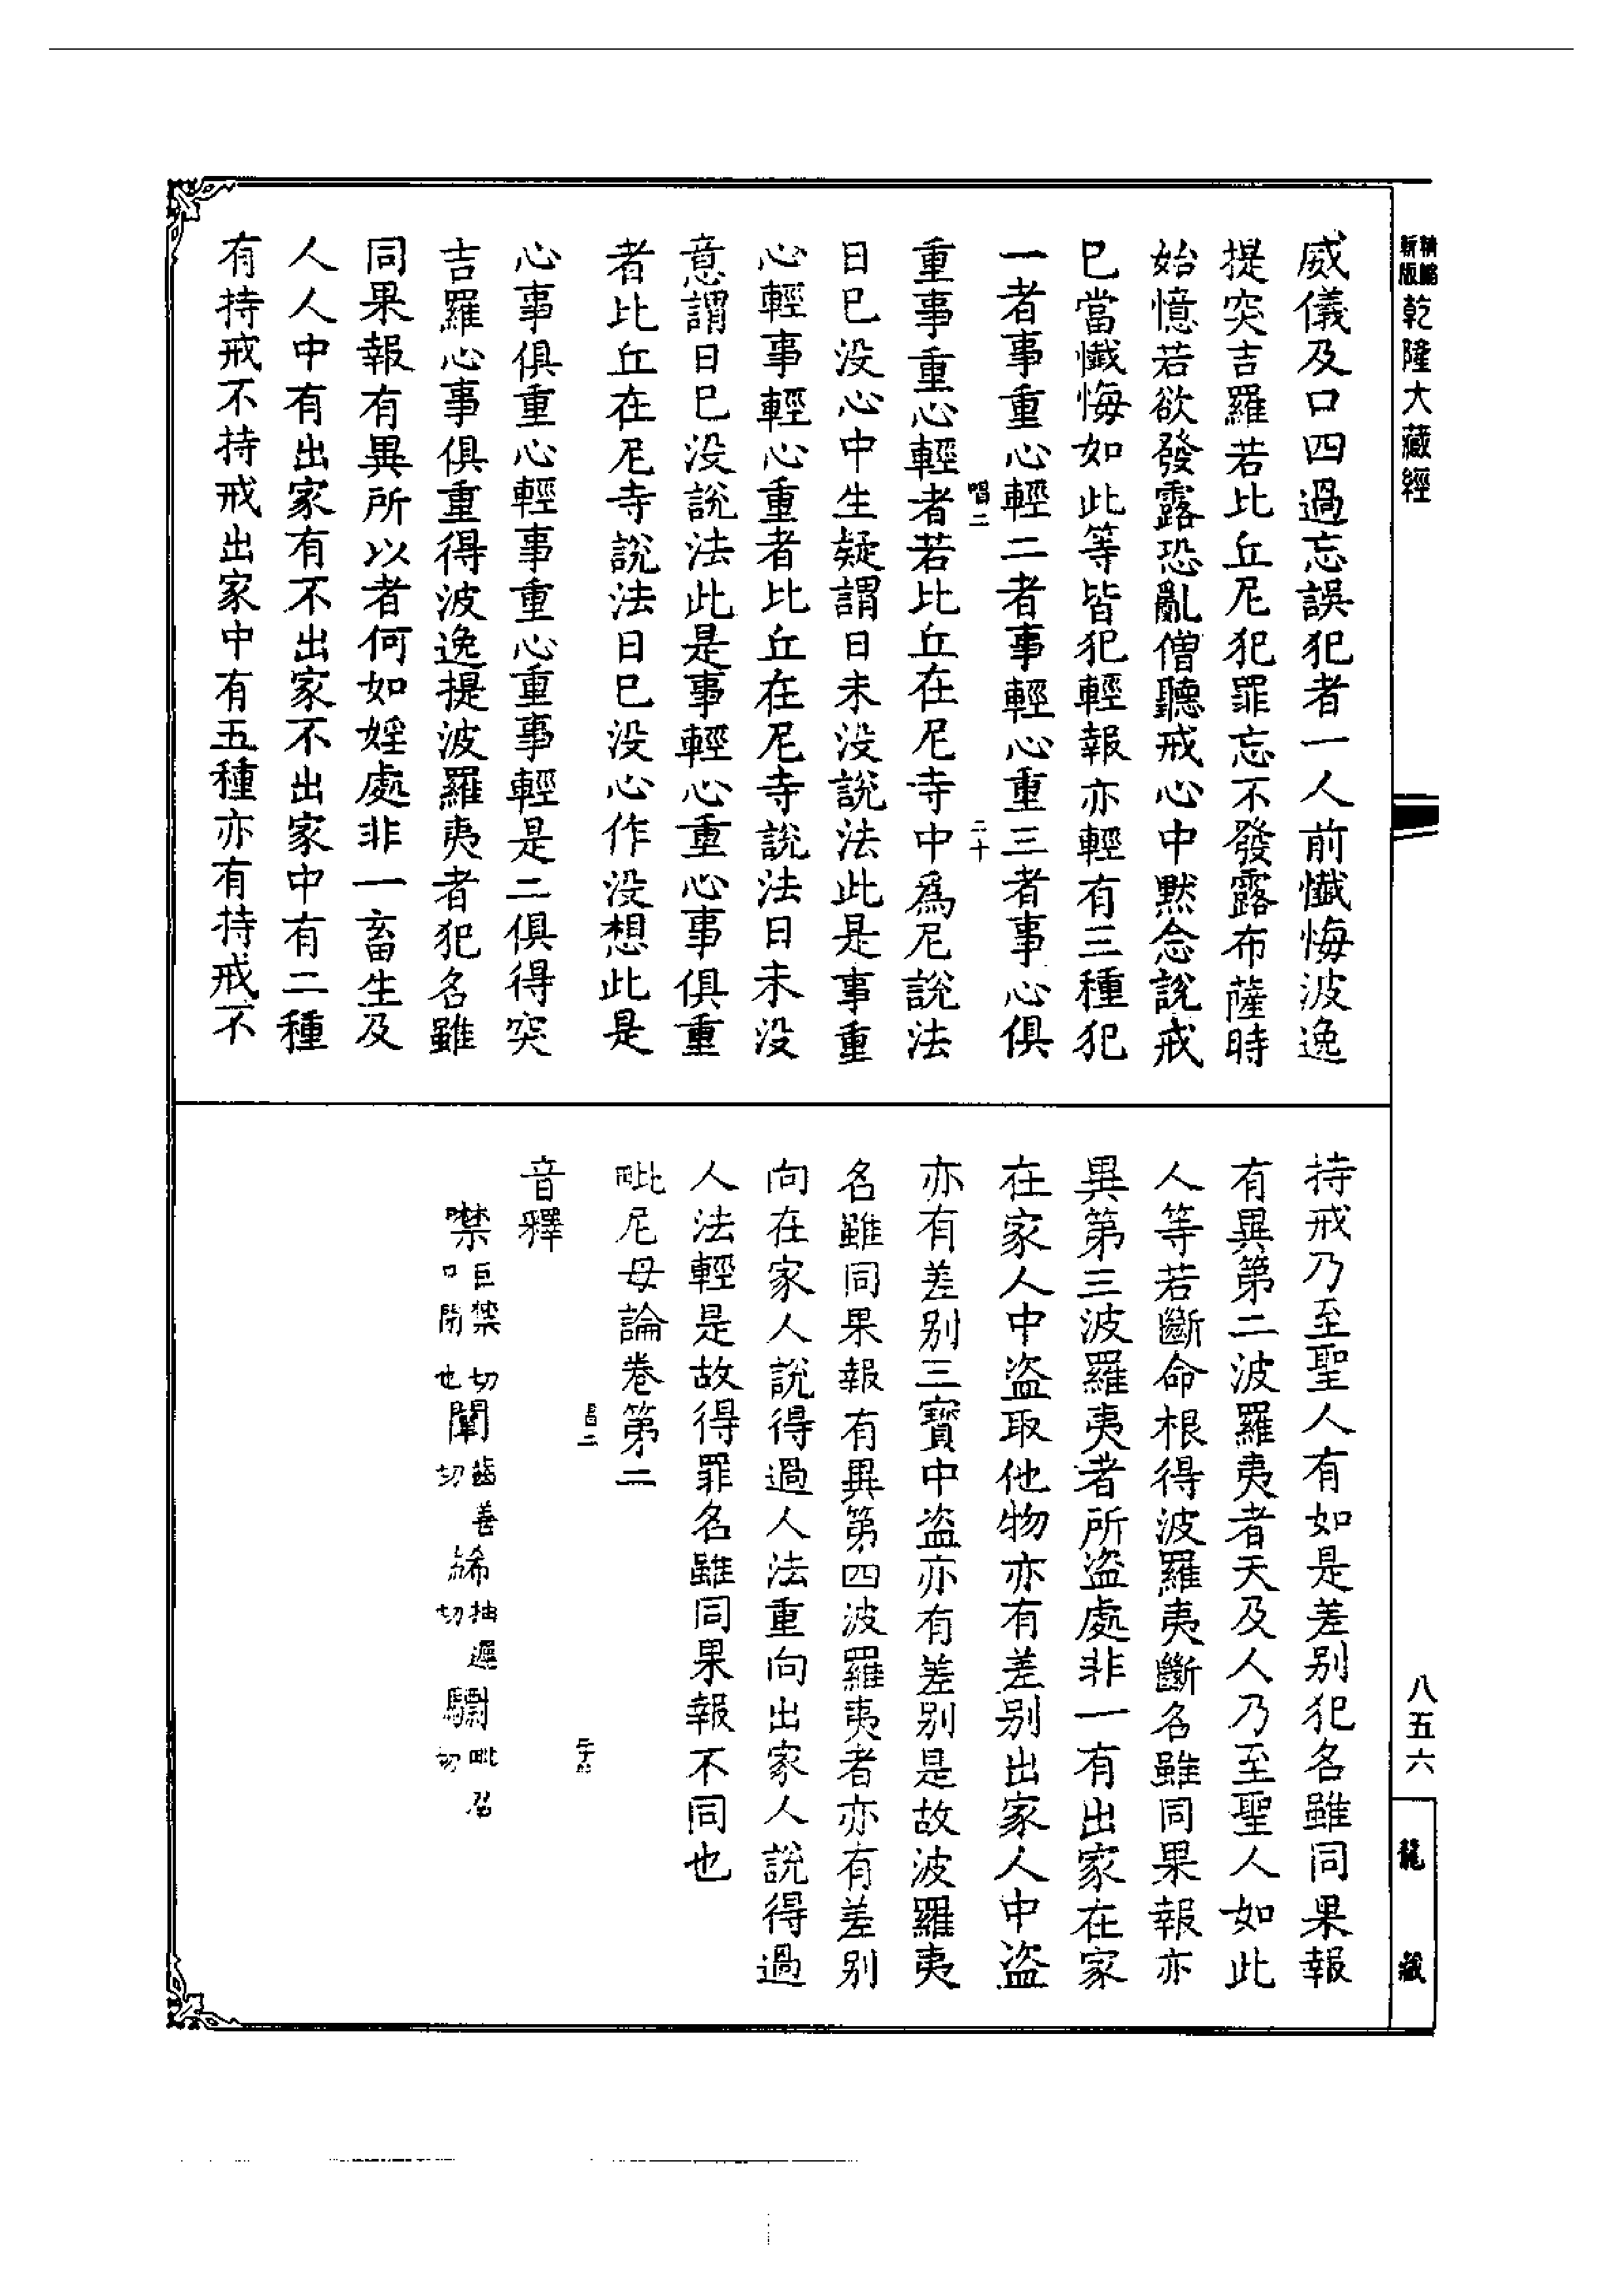 新版
乾隆大藏經
威儀及口四過忘誤犯者一人前懺悔波逸
提突吉羅若比丘尼犯罪忘不發露布薩時
始憶若欲發露恐亂僧聽戒心中默念說戒
巳當懺悔如此等皆犯輕報亦輕有三種犯
一者事重心輕二者事輕心重三者事心俱
唱二
二十
重事事重心輕者若比丘在尼寺中爲尼說法
日巳没心中生疑謂日未没說法此是事重
心輕事輕心重者比丘在尼寺說法日未没
意謂日巳没說法此是事輕心重心事俱重
者比丘在尼寺說法日巳没心作没想此是
心事俱重心輕事重心重事輕是二俱得突
吉羅心事俱重得波逸提波羅夷者犯名雖
同果報有異所以者何如婬處非一畜生及
人人中有出家有不出家不出家中有二種
有持戒不持戒出家中有五種亦有持戒不
持戒乃至聖人有如是差别犯名雖同果報
有異第二波羅夷者天及人乃至聖人如此
人等若斷命根得波羅夷斷名雖同果報亦
異第三波羅夷者所盜處非一有出家在家
在家人中盜取他物亦有差别出家人中盜
亦有差别三寶中盜亦有差别是故波羅夷
名雖同果報有異第四波羅夷者亦有差别
向在家人說得過人法重向出家人說得過
人法輕是故得罪名雖同果報不同也
毗尼母論卷第二
音釋
噤巨禁切口閉也闡齒善切絺抽遲切驃毗召切
八五六
龍藏